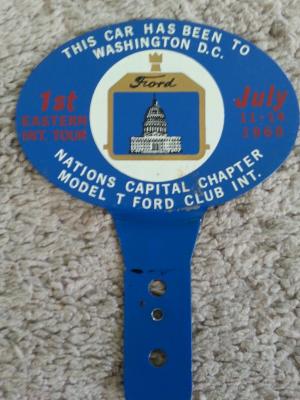 THIS CAR HAS BEEN TO
WASHINGTON D.C.
Ford
1st
EASTERN
INT. TOUR
July
11-14
1966
NATIONS CAPITAL CHAPTER
MODEL T FORD CLUB INT.